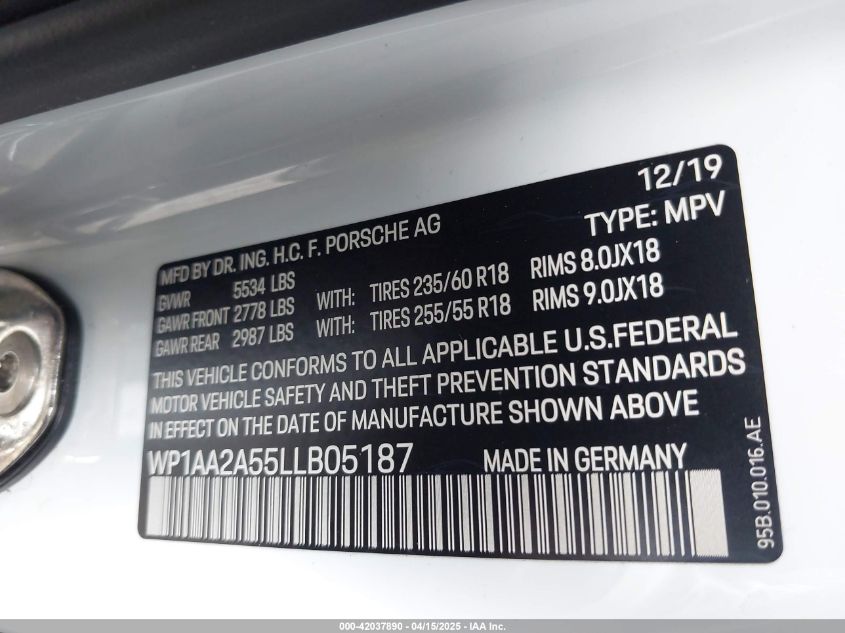 12/19
MFD BY DR. ING. H.C. F. PORSCHE AG TYPE: MPV
GVWR 5534 LBS
GAWR FRONT 2778 LBS WITH: TIRES 235/60 R18 RIMS 8.0JX18
GAWR REAR 2987 LBS WITH: TIRES 255/55 R18 RIMS 9.0JX18
THIS VEHICLE CONFORMS TO ALL APPLICABLE U.S.FEDERAL
MOTOR VEHICLE SAFETY AND THEFT PREVENTION STANDARDS
IN EFFECT ON THE DATE OF MANUFACTURE SHOWN ABOVE
WP1AA2A55LLB05187 MADE IN GERMANY
95B.010.016.AE
000-42037890 - 04/15/2025 - IAA Inc.